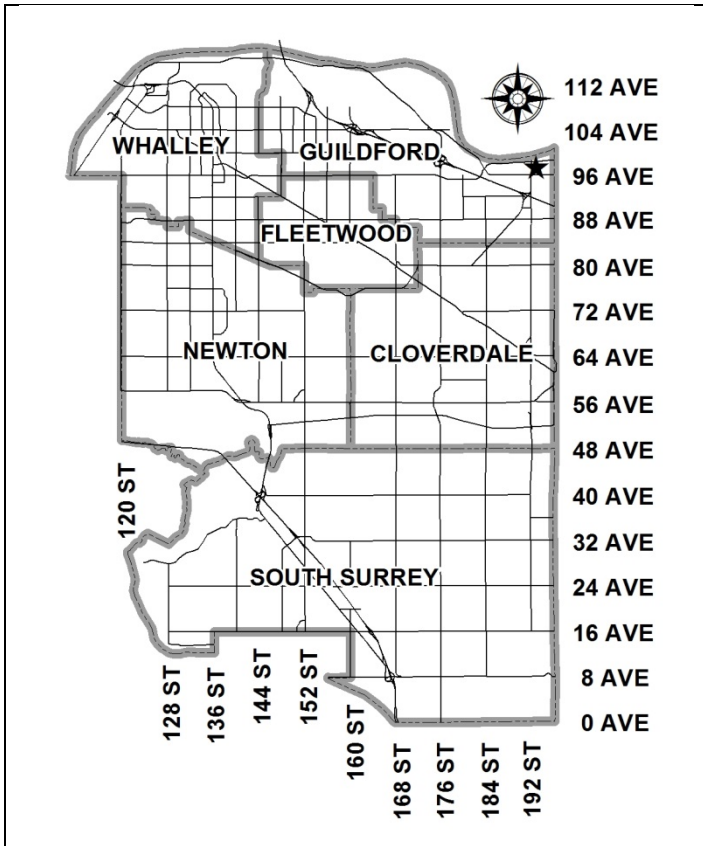 112 AVE
104 AVE
WHALLEY
GUILDFORD
96 AVE
88 AVE
FLEETWOOD
80 AVE
72 AVE
NEWTON
CLOVERDALE
64 AVE
56 AVE
48 AVE
120 ST
40 AVE
32 AVE
SOUTH SURREY
24 AVE
16 AVE
128 ST
136 ST
144 ST
152 ST
160 ST
8 AVE
0 AVE
168 ST
176 ST
184 ST
192 ST